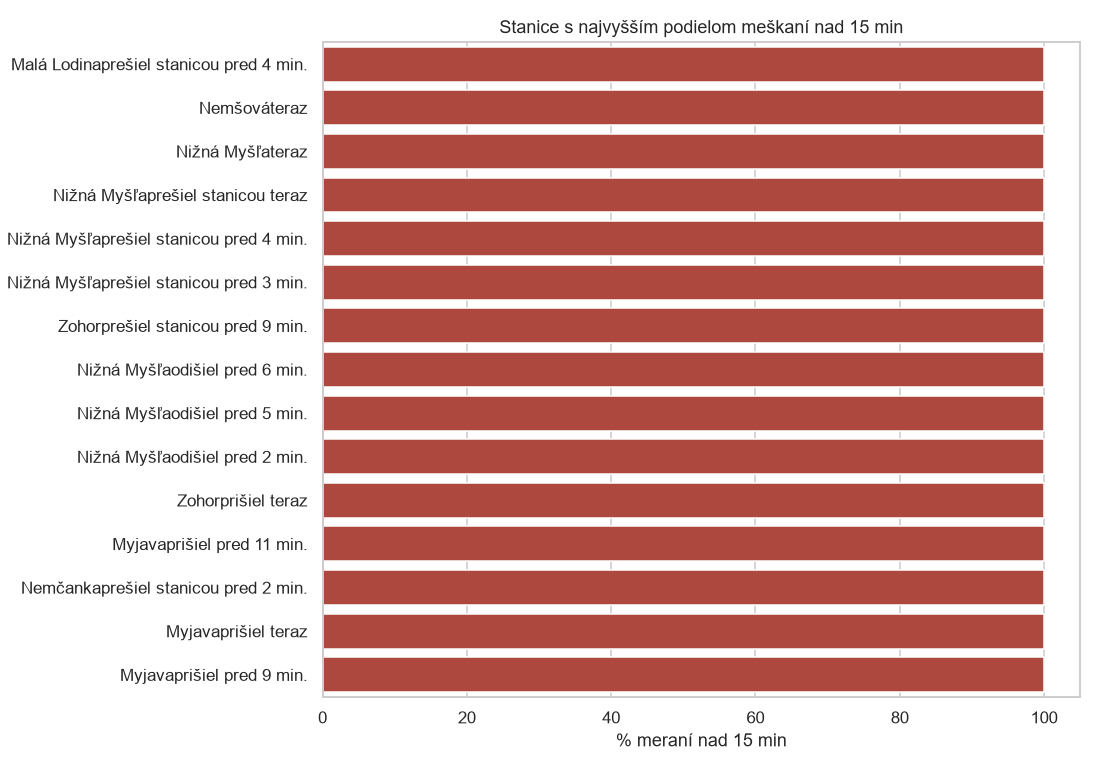 Stanice s najvyšším podielom meškaní nad 15 min
Malá Lodinaprešiel stanicou pred 4 min.
Nemšováteraz
Nižná Myšľateraz
Nižná Myšľaprešiel stanicou teraz
Nižná Myšľaprešiel stanicou pred 4 min.
Nižná Myšľaprešiel stanicou pred 3 min.
Zohorprešiel stanicou pred 9 min.
Nižná Myšľaodišiel pred 6 min.
Nižná Myšľaodišiel pred 5 min.
Nižná Myšľaodišiel pred 2 min.
Zohorprišiel teraz
Myjavaprišiel pred 11 min.
Nemčankaprešiel stanicou pred 2 min.
Myjavaprišiel teraz
Myjavaprišiel pred 9 min.
0 20 40 60 80 100
% meraní nad 15 min